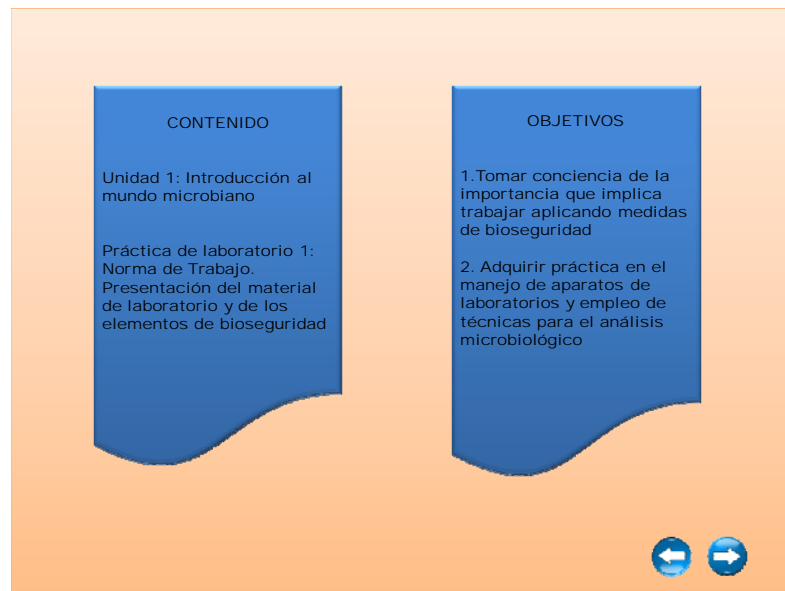 CONTENIDO
Unidad 1: Introducción al
mundo microbiano
Práctica de laboratorio 1:
Norma de Trabajo.
Presentación del material
de laboratorio y de los
elementos de bioseguridad
OBJETIVOS
1.Tomar conciencia de la
importancia que implica
trabajar aplicando medidas
de bioseguridad
2. Adquirir práctica en el
manejo de aparatos de
laboratorios y empleo de
técnicas para el análisis
microbiológico